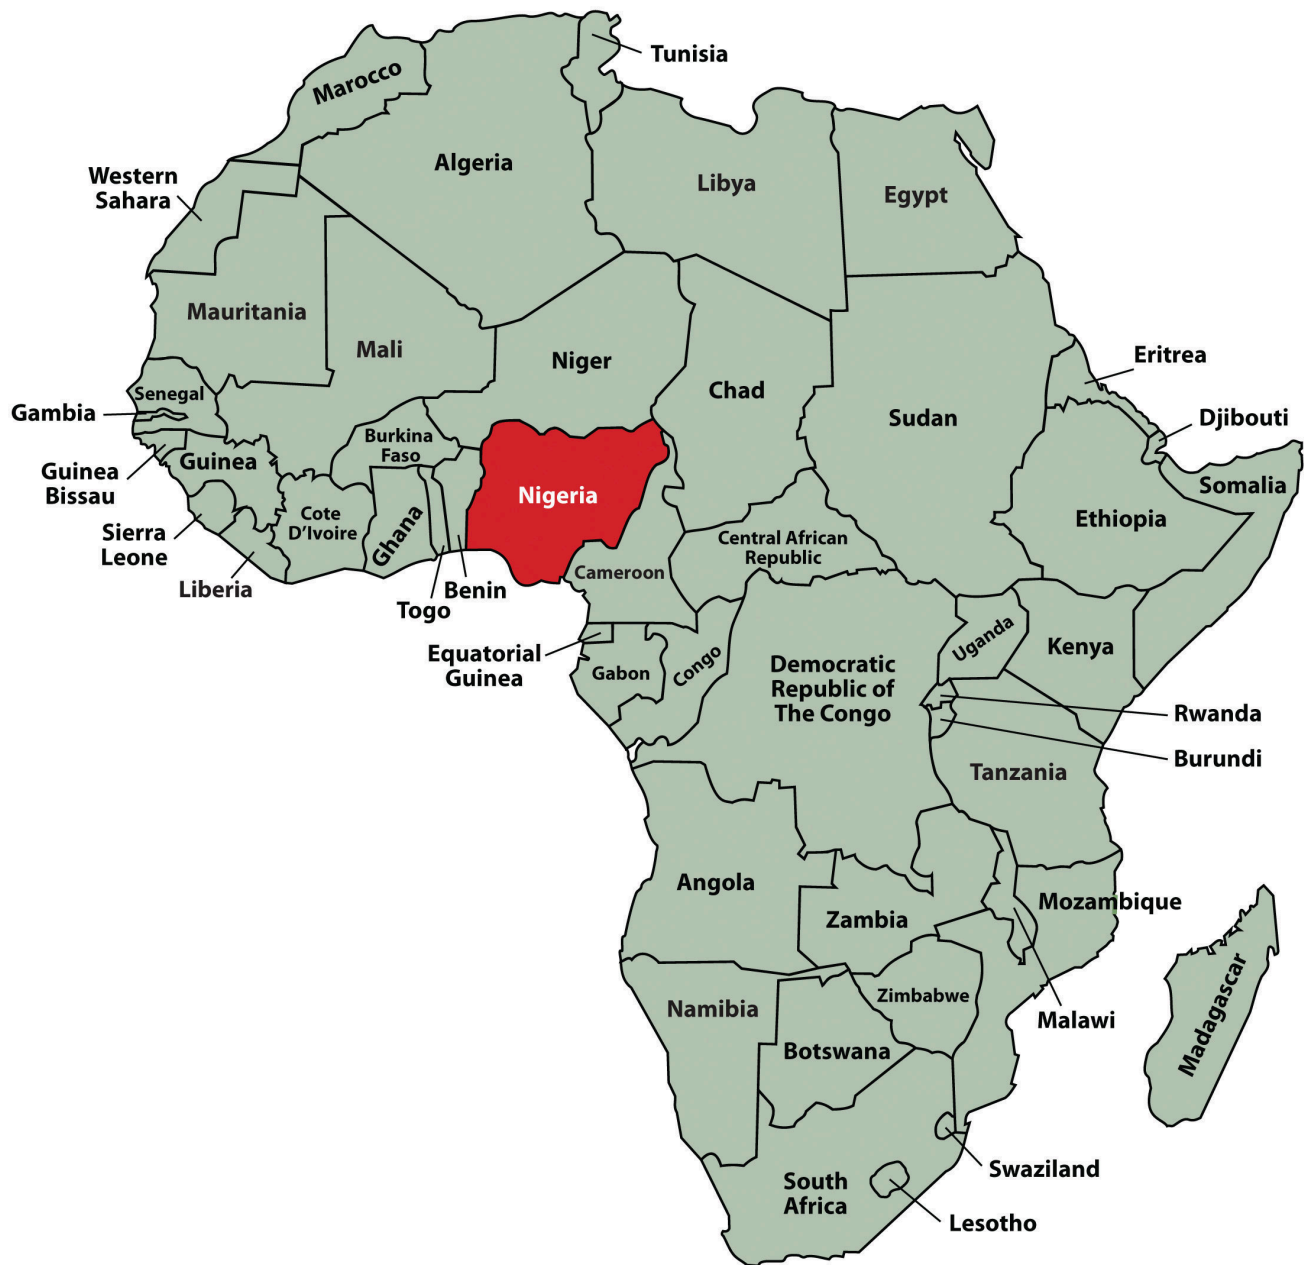 Tunisia
Marocco
Algeria
Libya
Egypt
Western
Sahara
Mauritania
Mali
Niger
Chad
Sudan
Eritrea
Senegal
Gambia
Djibouti
Burkina
Faso
Guinea
Guinea
Bissau
Nigeria
Somalia
Ethiopia
Cote
D'Ivoire
Ghana
Sierra
Leone
Central African
Republic
Liberia
Cameroon
Benin
Togo
Equatorial
Guinea
Gabon
Congo
Uganda
Kenya
Democratic
Republic of
The Congo
Rwanda
Burundi
Tanzania
Angola
Zambia
Mozambique
Namibia
Zimbabwe
Malawi
Madagascar
Botswana
Swaziland
South
Africa
Lesotho